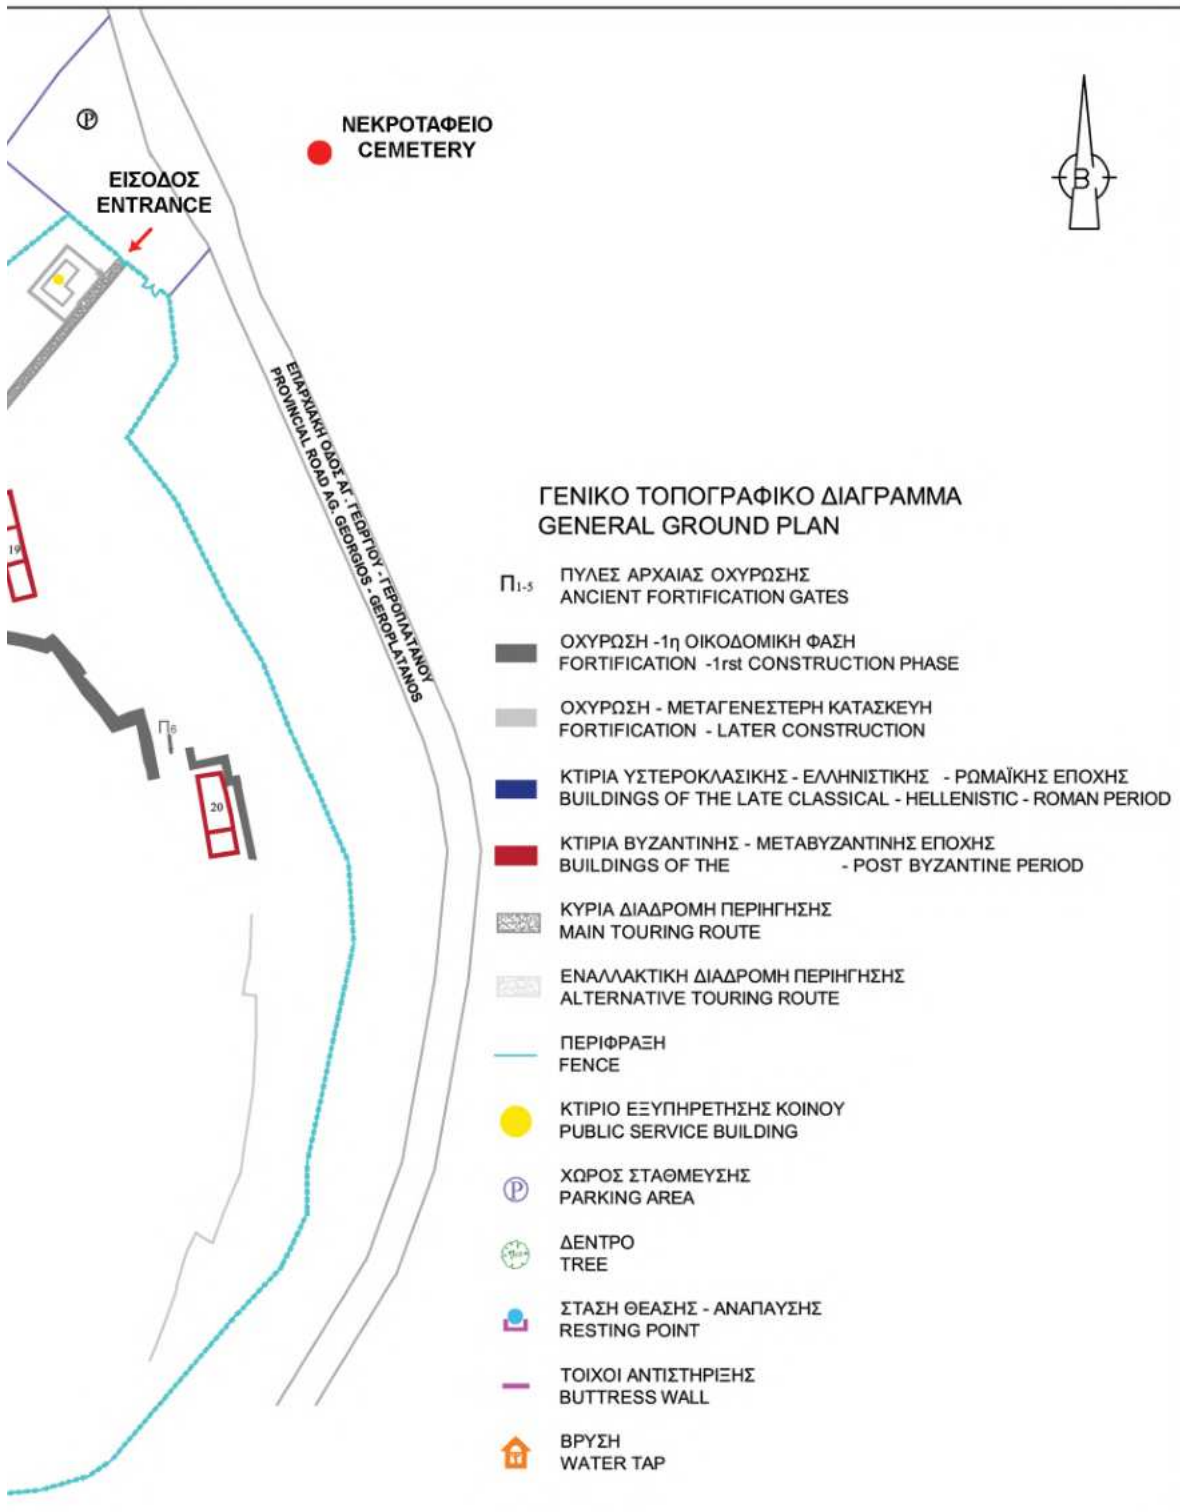 P
ΝΕΚΡΟΤΑΦΕΙΟ
CEMETERY
ΕΙΣΟΔΟΣ
ENTRANCE
B
ΕΠΑΡΧΙΑΚΗ ΟΔΟΣ ΑΓ. ΓΕΩΡΓΙΟΥ - ΓΕΡΟΠΛΑΤΑΝΟΥ
PROVINCIAL ROAD AG. GEORGIOS - GEROPLATANOS
19
Π6
20
ΓΕΝΙΚΟ ΤΟΠΟΓΡΑΦΙΚΟ ΔΙΑΓΡΑΜΜΑ
GENERAL GROUND PLAN
Π1-5
ΠΥΛΕΣ ΑΡΧΑΙΑΣ ΟΧΥΡΩΣΗΣ
ANCIENT FORTIFICATION GATES
ΟΧΥΡΩΣΗ -1η ΟΙΚΟΔΟΜΙΚΗ ΦΑΣΗ
FORTIFICATION -1rst CONSTRUCTION PHASE
ΟΧΥΡΩΣΗ - ΜΕΤΑΓΕΝΕΣΤΕΡΗ ΚΑΤΑΣΚΕΥΗ
FORTIFICATION - LATER CONSTRUCTION
ΚΤΙΡΙΑ ΥΣΤΕΡΟΚΛΑΣΙΚΗΣ - ΕΛΛΗΝΙΣΤΙΚΗΣ - ΡΩΜΑΪΚΗΣ ΕΠΟΧΗΣ
BUILDINGS OF THE LATE CLASSICAL - HELLENISTIC - ROMAN PERIOD
ΚΤΙΡΙΑ ΒΥΖΑΝΤΙΝΗΣ - ΜΕΤΑΒΥΖΑΝΤΙΝΗΣ ΕΠΟΧΗΣ
BUILDINGS OF THE - POST BYZANTINE PERIOD
ΚΥΡΙΑ ΔΙΑΔΡΟΜΗ ΠΕΡΙΗΓΗΣΗΣ
MAIN TOURING ROUTE
ΕΝΑΛΛΑΚΤΙΚΗ ΔΙΑΔΡΟΜΗ ΠΕΡΙΗΓΗΣΗΣ
ALTERNATIVE TOURING ROUTE
ΠΕΡΙΦΡΑΞΗ
FENCE
ΚΤΙΡΙΟ ΕΞΥΠΗΡΕΤΗΣΗΣ ΚΟΙΝΟΥ
PUBLIC SERVICE BUILDING
P
ΧΩΡΟΣ ΣΤΑΘΜΕΥΣΗΣ
PARKING AREA
ΔΕΝΤΡΟ
TREE
ΣΤΑΣΗ ΘΕΑΣΗΣ - ΑΝΑΠΑΥΣΗΣ
RESTING POINT
ΤΟΙΧΟΙ ΑΝΤΙΣΤΗΡΙΞΗΣ
BUTTRESS WALL
ΒΡΥΣΗ
WATER TAP